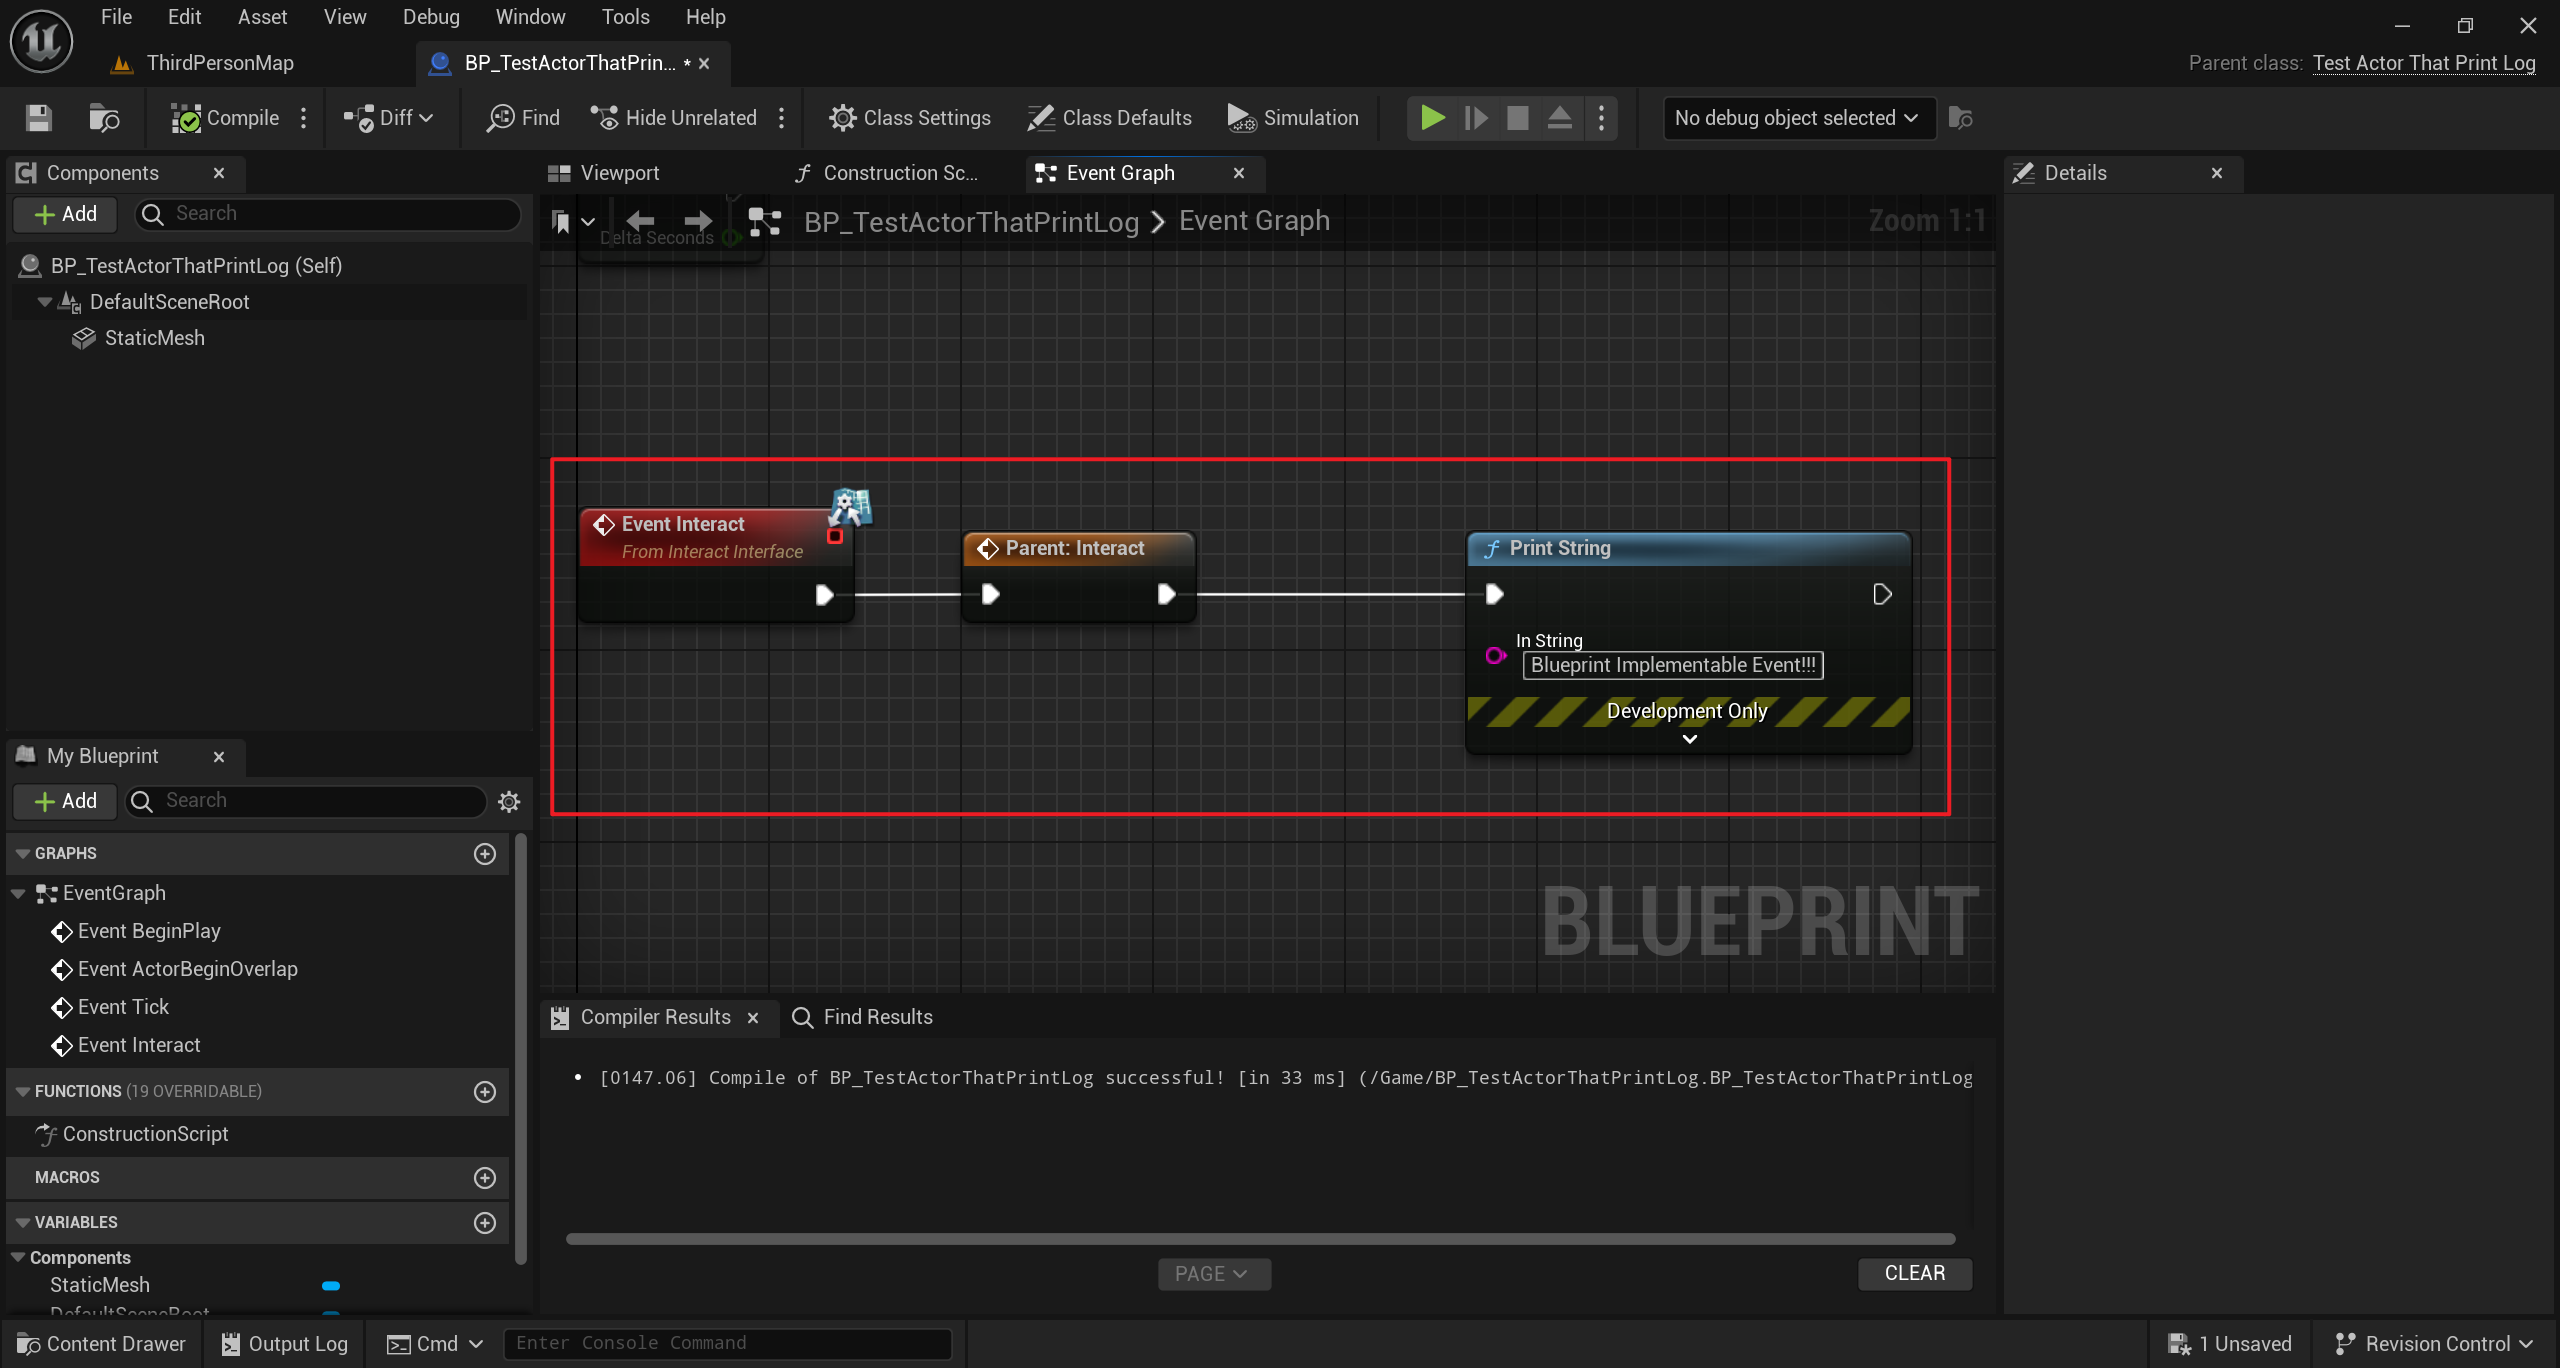 File Edit Asset View Debug Window Tools Help
ThirdPersonMap
BP_TestActorThatPrin... *
Parent class: Test Actor That Print Log
Compile Diff Find Hide Unrelated Class Settings Class Defaults Simulation No debug object selected
Components
Add Search
BP_TestActorThatPrintLog (Self)
DefaultSceneRoot
StaticMesh
Viewport Construction Sc... Event Graph
BP_TestActorThatPrintLog > Event Graph
Zoom 1:1
Delta Seconds
Event Interact
From Interact Interface
Parent: Interact
Print String
In String
Blueprint Implementable Event!!!
Development Only
BLUEPRINT
Details
My Blueprint
Add Search
GRAPHS
EventGraph
Event BeginPlay
Event ActorBeginOverlap
Event Tick
Event Interact
FUNCTIONS (19 OVERRIDABLE)
ConstructionScript
MACROS
VARIABLES
Components
StaticMesh
DefaultSceneRoot
Compiler Results Find Results
• [0147.06] Compile of BP_TestActorThatPrintLog successful! [in 33 ms] (/Game/BP_TestActorThatPrintLog.BP_TestActorThatPrintLog
PAGE
CLEAR
Content Drawer Output Log Cmd Enter Console Command 1 Unsaved Revision Control